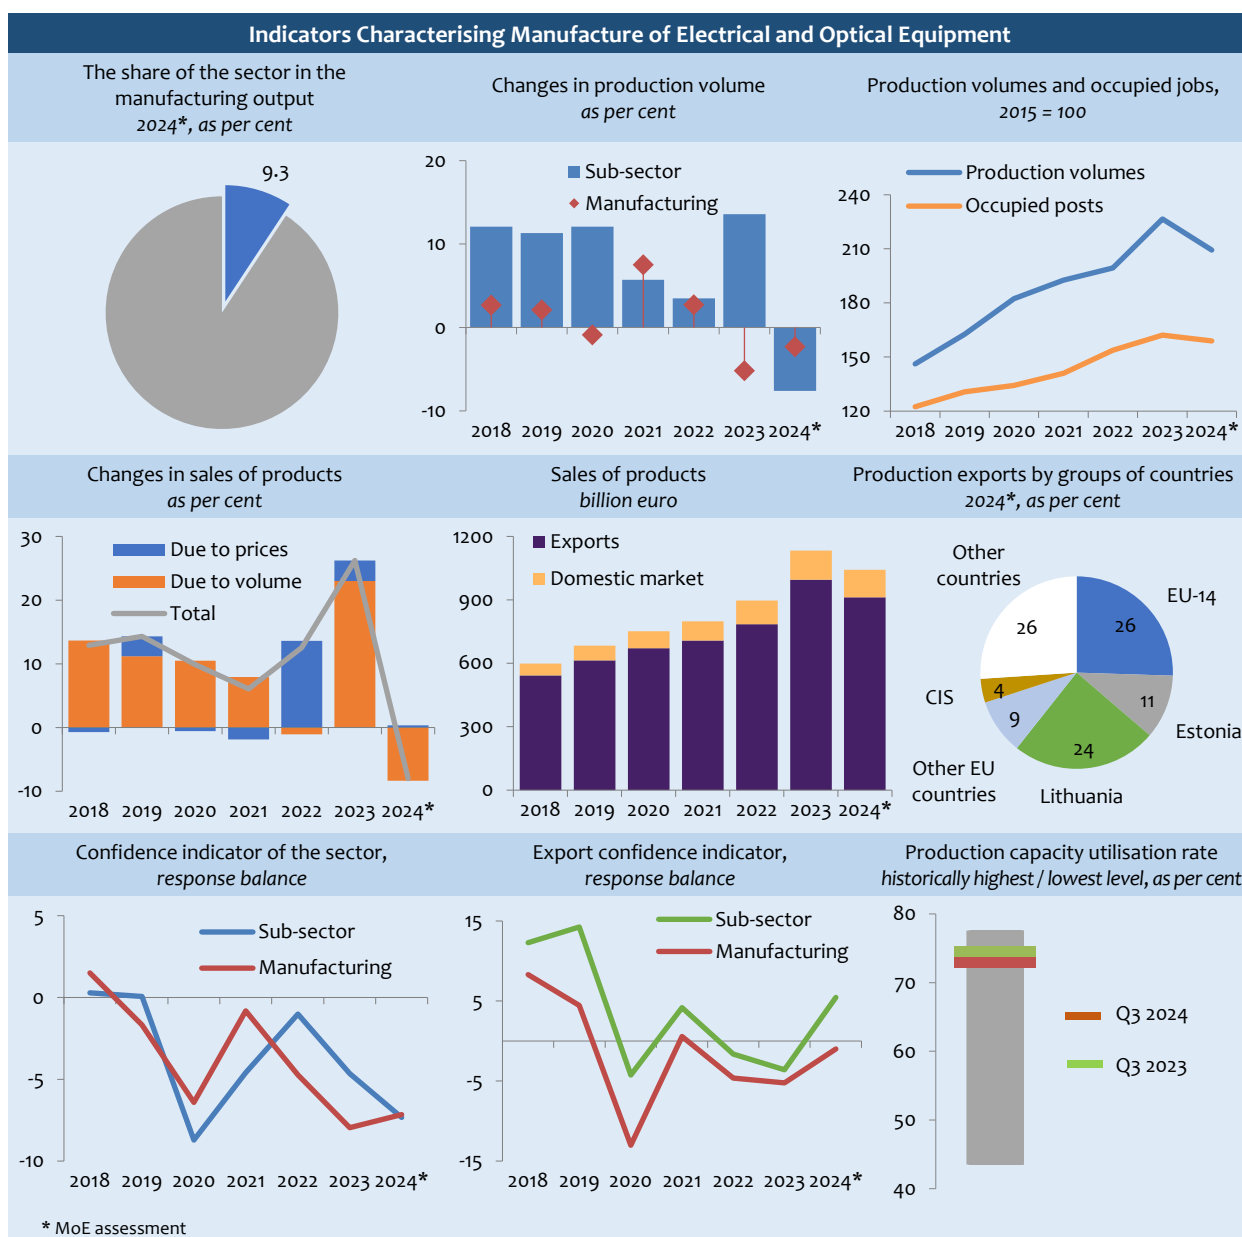 Indicators Characterising Manufacture of Electrical and Optical Equipment
The share of the sector in the
manufacturing output
2024*, as per cent
9.3
Changes in production volume
as per cent
20
10
0
-10
Sub-sector
Manufacturing
2018 2019 2020 2021 2022 2023 2024*
Production volumes and occupied jobs,
2015 = 100
Production volumes
Occupied posts
240
210
180
150
120
2018 2019 2020 2021 2022 2023 2024*
Changes in sales of products
as per cent
30
20
10
0
-10
Due to prices
Due to volume
Total
2018 2019 2020 2021 2022 2023 2024*
Sales of products
billion euro
1200
900
600
300
0
Exports
Domestic market
2018 2019 2020 2021 2022 2023 2024*
Production exports by groups of countries
2024*, as per cent
Other
countries
EU-14
26
26
CIS
4
11
9
24
Estonia
Other EU
countries
Lithuania
Confidence indicator of the sector,
response balance
5
0
-5
-10
Sub-sector
Manufacturing
2018 2019 2020 2021 2022 2023 2024*
Export confidence indicator,
response balance
15
5
-5
-15
Sub-sector
Manufacturing
2018 2019 2020 2021 2022 2023 2024*
Production capacity utilisation rate
historically highest / lowest level, as per cent
80
70
60
50
40
Q3 2024
Q3 2023
* MoE assessment